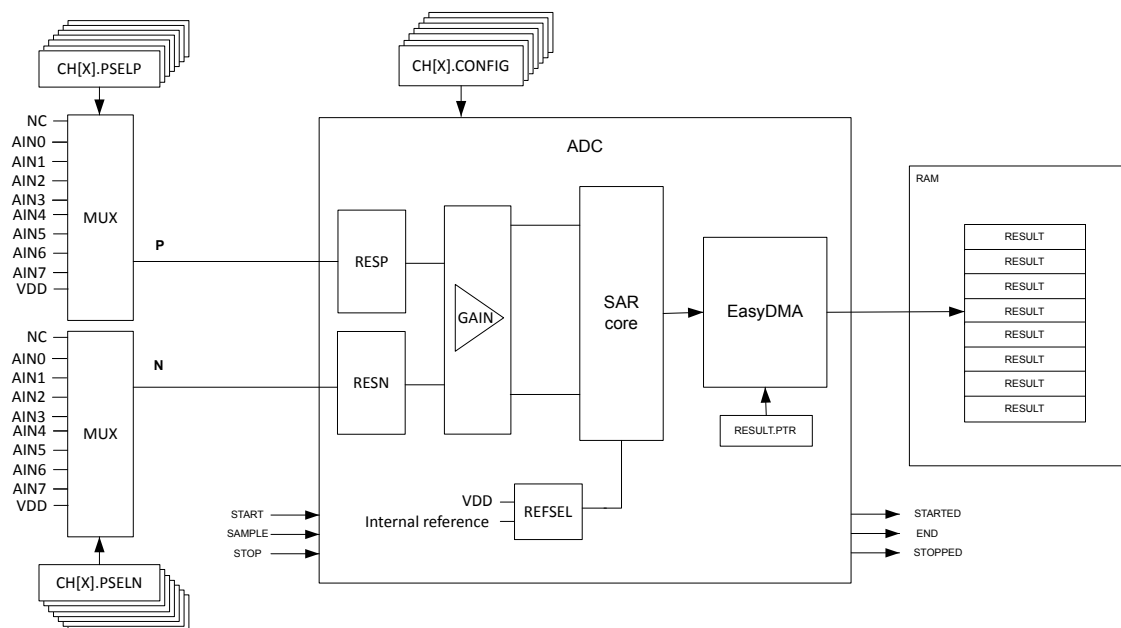 CH[X].PSELP
CH[X].CONFIG
NC
AIN0
AIN1
AIN2
AIN3
AIN4
AIN5
AIN6
AIN7
VDD
MUX
P
ADC
RESP
GAIN
SAR
core
EasyDMA
RAM
RESULT
RESULT
RESULT
RESULT
RESULT
RESULT
RESULT
RESULT
NC
AIN0
AIN1
AIN2
AIN3
AIN4
AIN5
AIN6
AIN7
VDD
MUX
N
RESN
RESULT.PTR
VDD
Internal reference
REFSEL
START
SAMPLE
STOP
STARTED
END
STOPPED
CH[X].PSELN